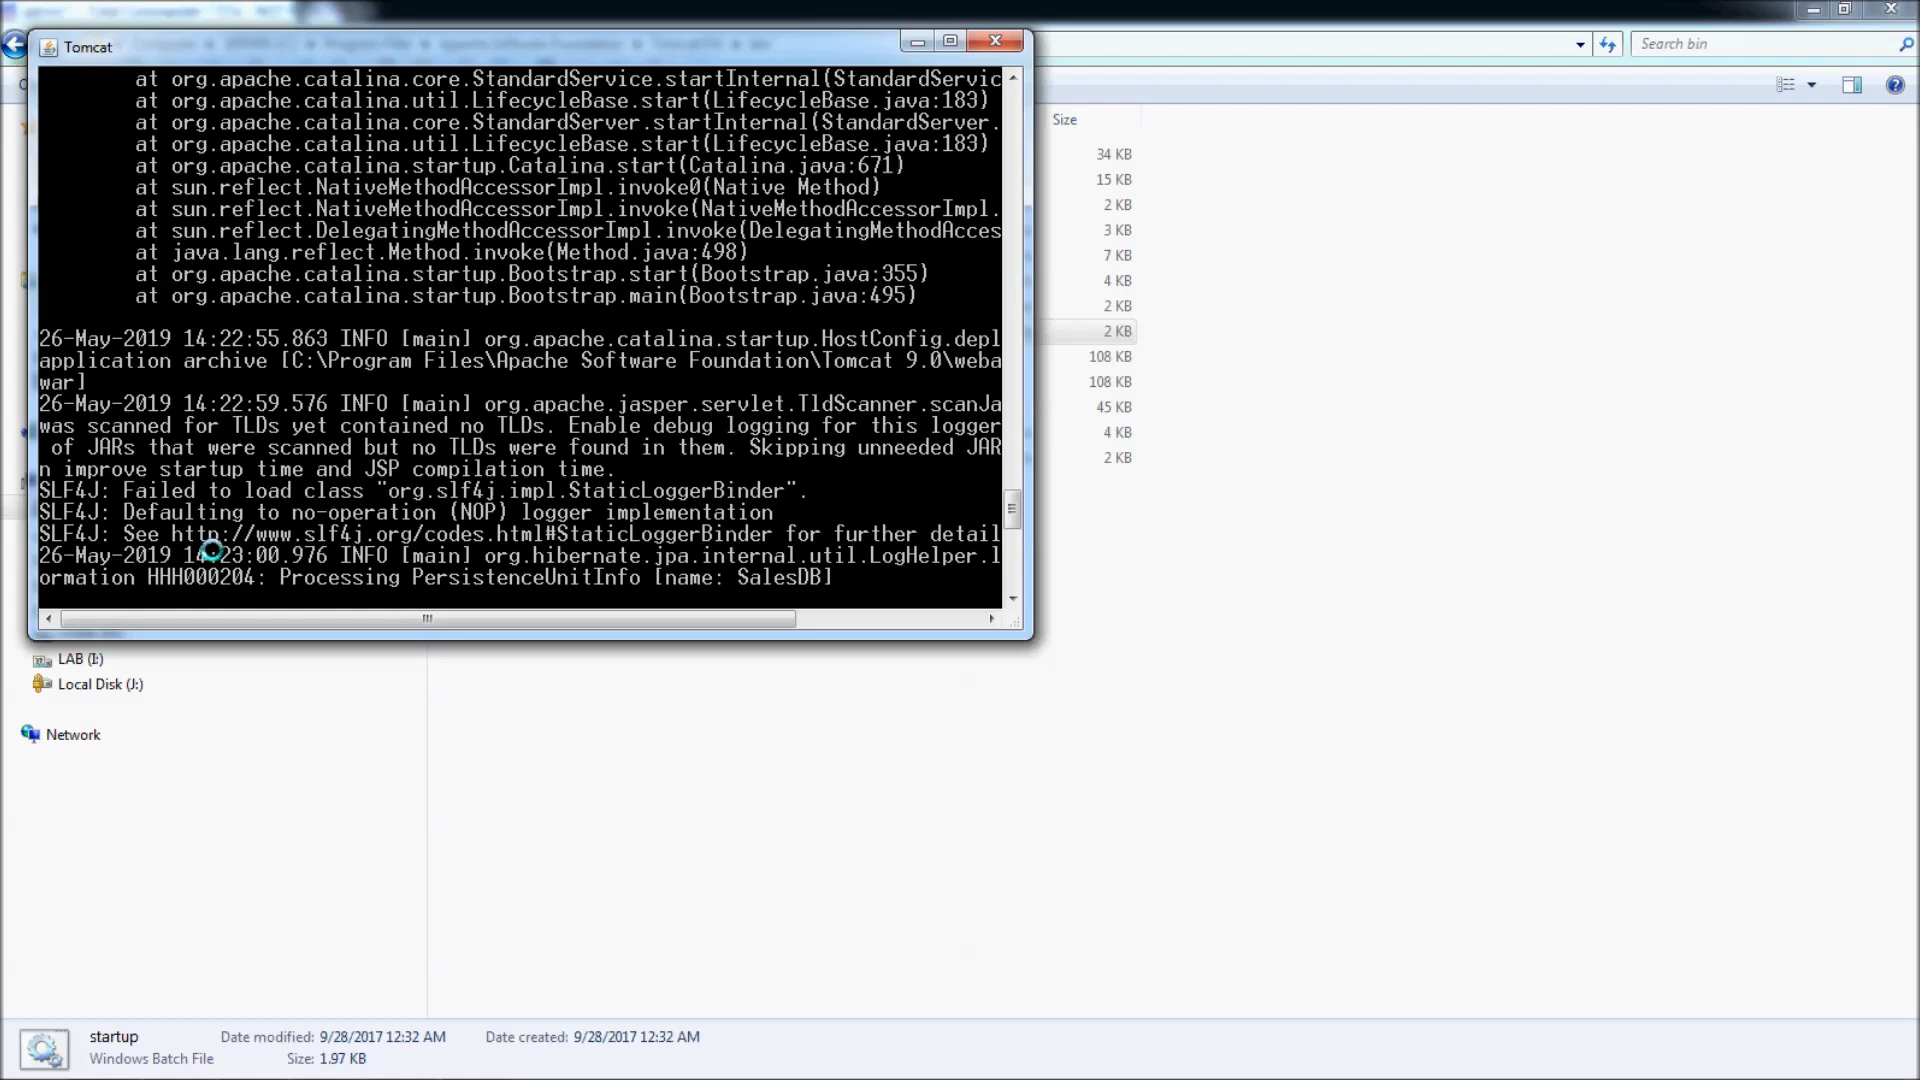 Tomcat
Search bin
at org.apache.catalina.core.StandardService.startInternal(StandardServic
at org.apache.catalina.util.LifecycleBase.start(LifecycleBase.java:183)
at org.apache.catalina.core.StandardServer.startInternal(StandardServer.
at org.apache.catalina.util.LifecycleBase.start(LifecycleBase.java:183)
at org.apache.catalina.startup.Catalina.start(Catalina.java:671)
at sun.reflect.NativeMethodAccessorImpl.invoke0(Native Method)
at sun.reflect.NativeMethodAccessorImpl.invoke(NativeMethodAccessorImpl.
at sun.reflect.DelegatingMethodAccessorImpl.invoke(DelegatingMethodAcces
at java.lang.reflect.Method.invoke(Method.java:498)
at org.apache.catalina.startup.Bootstrap.start(Bootstrap.java:355)
at org.apache.catalina.startup.Bootstrap.main(Bootstrap.java:495)
26-May-2019 14:22:55.863 INFO [main] org.apache.catalina.startup.HostConfig.depl
application archive [C:\Program Files\Apache Software Foundation\Tomcat 9.0\weba
war]
26-May-2019 14:22:59.576 INFO [main] org.apache.jasper.servlet.TldScanner.scanJa
was scanned for TLDs yet contained no TLDs. Enable debug logging for this logger
of JARs that were scanned but no TLDs were found in them. Skipping unneeded JAR
n improve startup time and JSP compilation time.
SLF4J: Failed to load class "org.slf4j.impl.StaticLoggerBinder".
SLF4J: Defaulting to no-operation (NOP) logger implementation
SLF4J: See http://www.slf4j.org/codes.html#StaticLoggerBinder for further detail
26-May-2019 14:23:00.976 INFO [main] org.hibernate.jpa.internal.util.LogHelper.l
ormation HHH000204: Processing PersistenceUnitInfo [name: SalesDB]
Size
34 KB
15 KB
2 KB
3 KB
7 KB
4 KB
2 KB
2 KB
108 KB
108 KB
45 KB
4 KB
2 KB
LAB (I:)
Local Disk (J:)
Network
startup
Date modified: 9/28/2017 12:32 AM
Date created: 9/28/2017 12:32 AM
Windows Batch File
Size: 1.97 KB